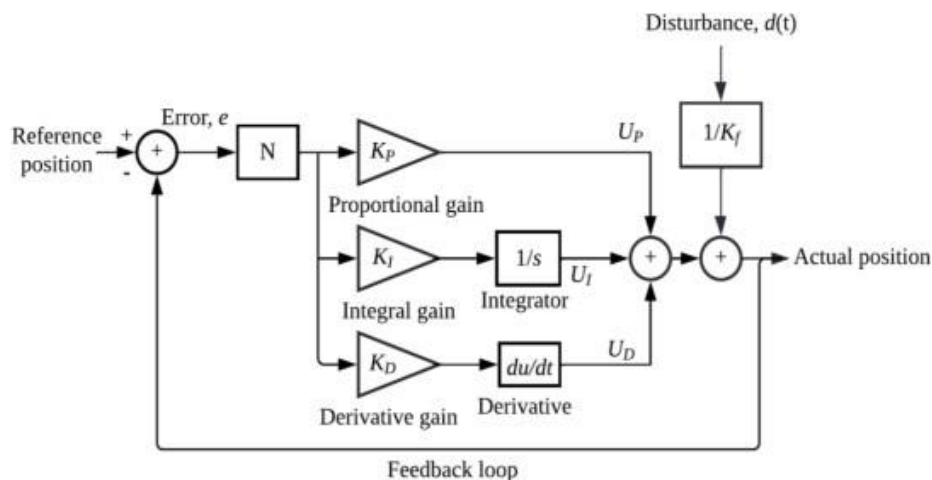 Disturbance, d(t)
Reference
position
+
-
+
Error, e
N
K_P
U_P
1/K_f
Proportional gain
K_I
1/s
U_I
+
+
Actual position
Integral gain
Integrator
K_D
du/dt
U_D
Derivative gain
Derivative
Feedback loop